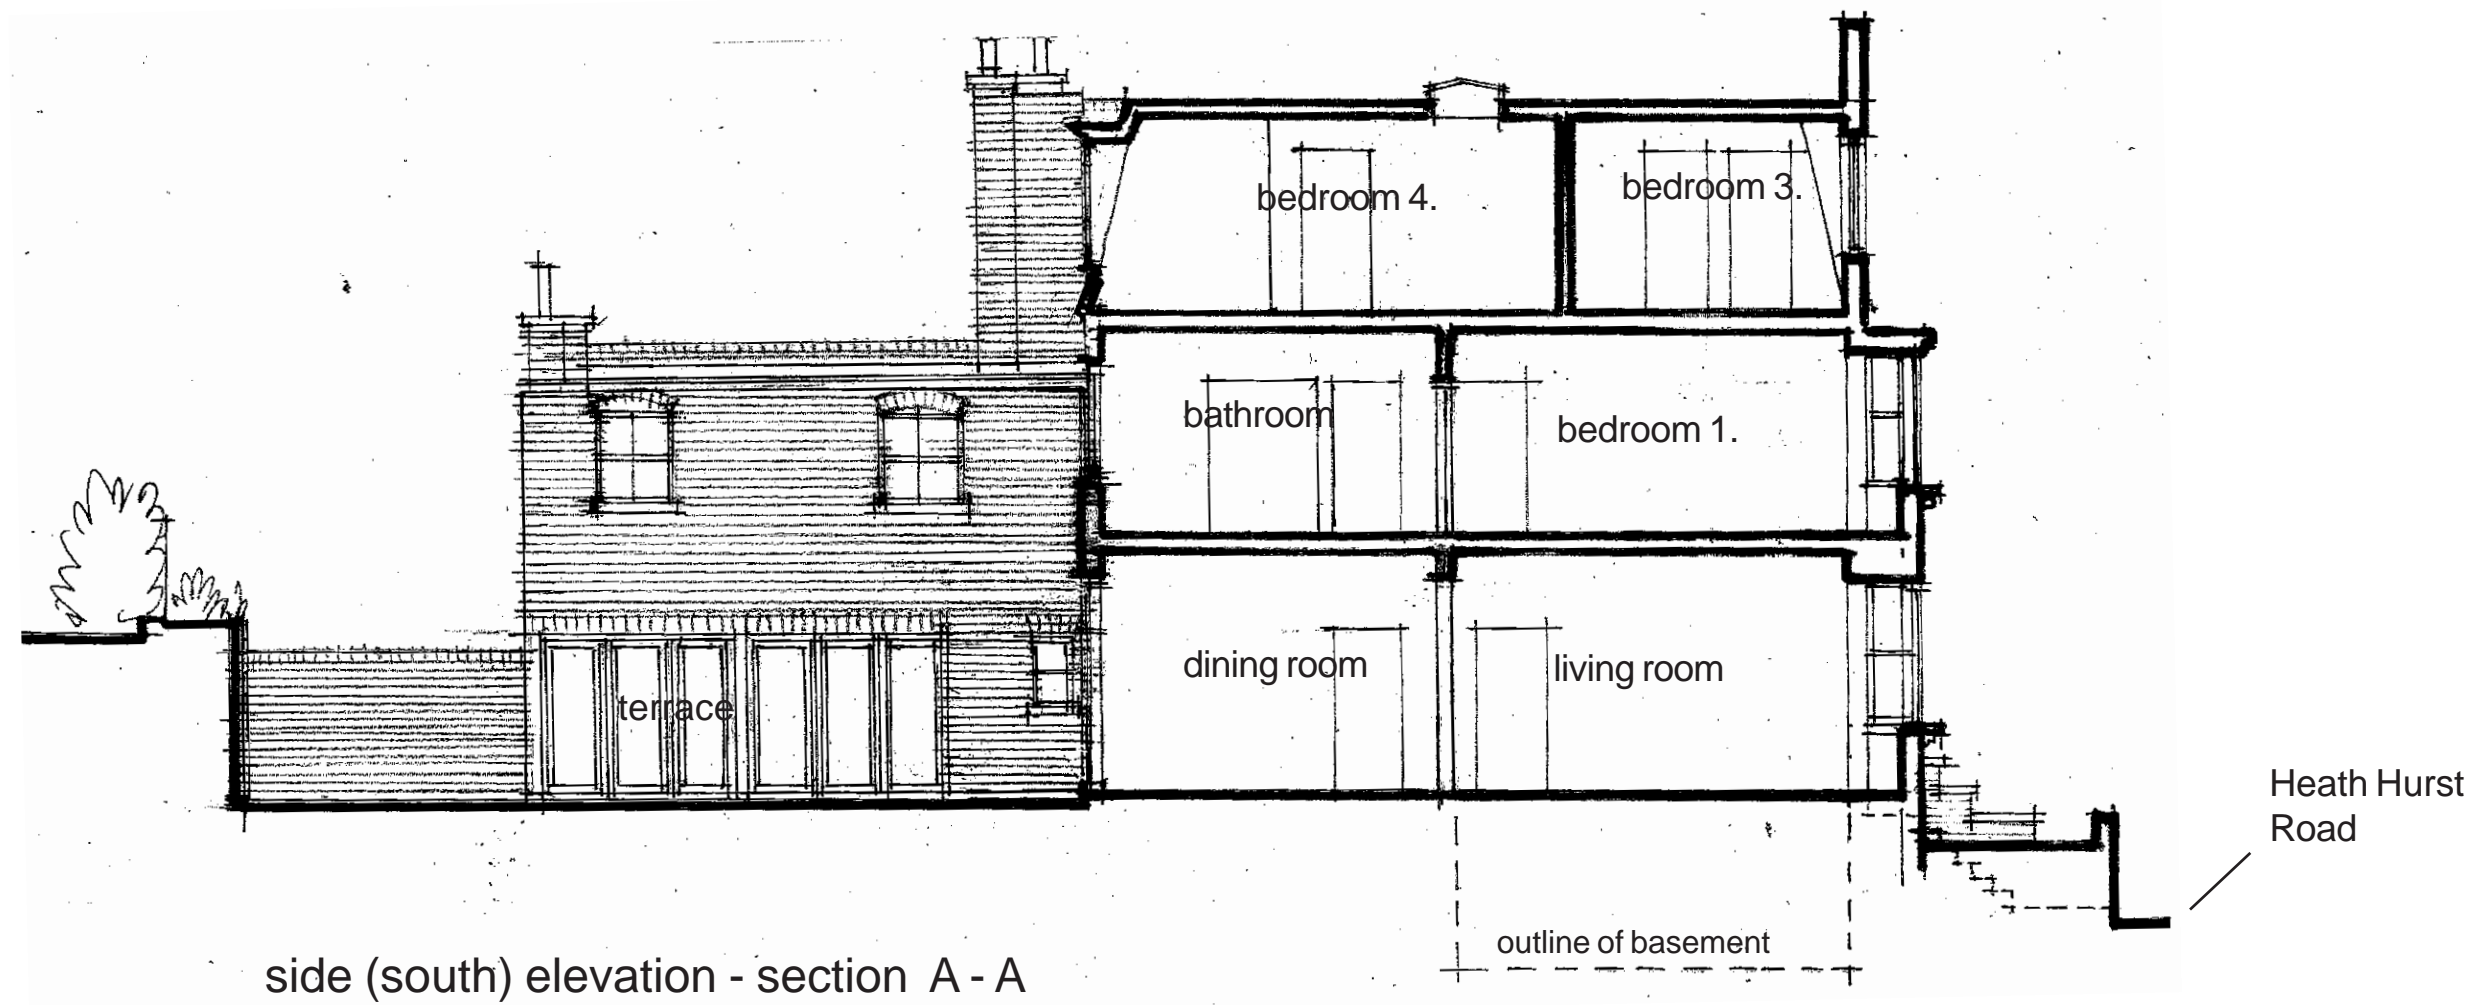 bedroom 4.
bedroom 3.
bathroom
bedroom 1.
dining room
living room
terrace
Heath Hurst
Road
outline of basement
side (south) elevation - section A - A